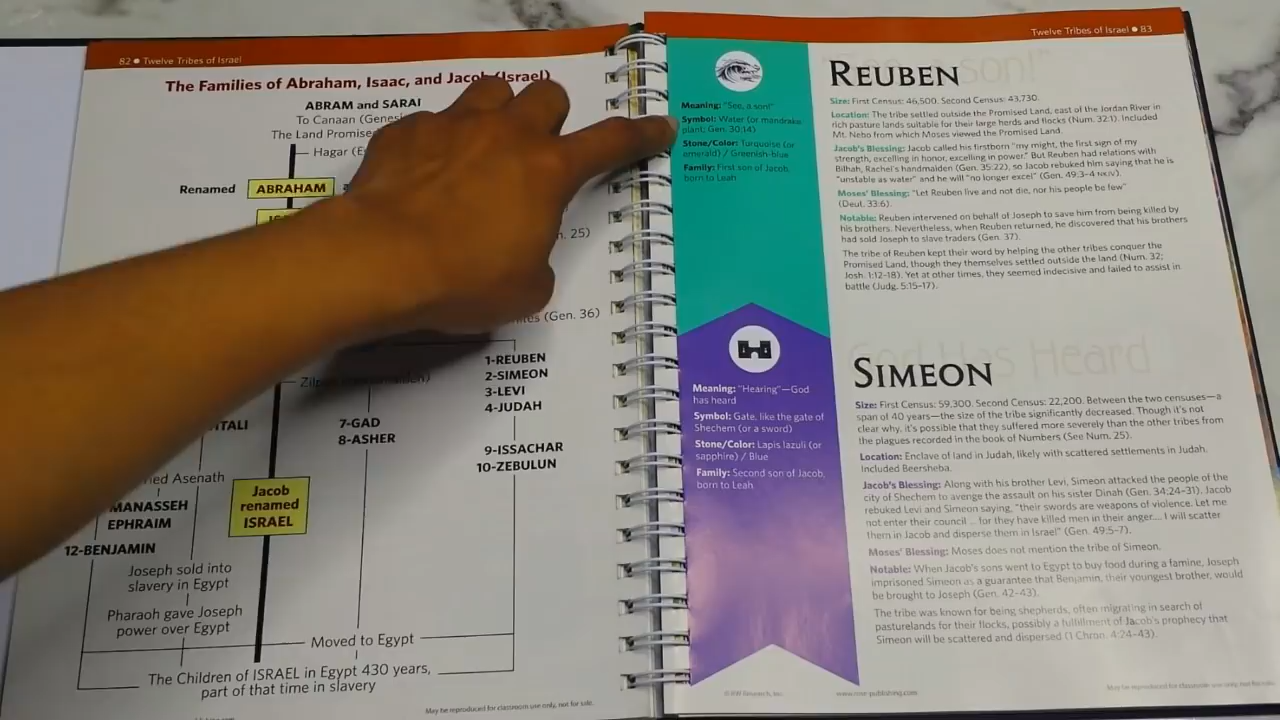 82 ● Twelve Tribes of Israel
The Families of Abraham, Isaac, and Jacob (Israel)
ABRAM and SARAI
To Canaan
The Land
Hagar
Renamed
ABRAHAM
25)
(Gen. 36)
1-REUBEN
2-SIMEON
3-LEVI
4-JUDAH
7-GAD
8-ASHER
9-ISSACHAR
10-ZEBULUN
Asenath
MANASSEH
EPHRAIM
12-BENJAMIN
Jacob
renamed
ISRAEL
Joseph sold into
slavery in Egypt
Pharaoh gave Joseph
power over Egypt
Moved to Egypt
The Children of ISRAEL in Egypt 430 years,
part of that time in slavery
May be reproduced for classroom use only, not for sale.
Twelve Tribes of Israel ● 83
Meaning: "See, a son!"
Symbol: Water (or mandrake
plant; Gen. 30:14)
Stone/Color: Turquoise (or
emerald) / Greenish-blue
Family: First son of Jacob,
born to Leah
REUBEN
Size: First Census: 46,500. Second Census: 43,730.
Location: The tribe settled outside the Promised Land, east of the Jordan River in
rich pasture lands suitable for their large herds and flocks (Num. 32:1). Included
Mt. Nebo from which Moses viewed the Promised Land.
Jacob's Blessing: Jacob called his firstborn "my might, the first sign of my
strength, excelling in honor, excelling in power." But Reuben had relations with
Bilhah, Rachel's handmaiden (Gen. 35:22), so Jacob rebuked him saying that he is
"unstable as water" and he will "no longer excel" (Gen. 49:3–4 NKJV).
Moses' Blessing: "Let Reuben live and not die, nor his people be few"
(Deut. 33:6).
Notable: Reuben intervened on behalf of Joseph to save him from being killed by
his brothers. Nevertheless, when Reuben returned, he discovered that his brothers
had sold Joseph to slave traders (Gen. 37).
The tribe of Reuben kept their word by helping the other tribes conquer the
Promised Land, though they themselves settled outside the land (Num. 32;
Josh. 1:12–18). Yet at other times, they seemed indecisive and failed to assist in
battle (Judg. 5:15–17).
Meaning: "Hearing"—God
has heard
Symbol: Gate, like the gate of
Shechem (or a sword)
Stone/Color: Lapis lazuli (or
sapphire) / Blue
Family: Second son of Jacob,
born to Leah
God Has Heard
SIMEON
Size: First Census: 59,300. Second Census: 22,200. Between the two censuses—a
span of 40 years—the size of the tribe significantly decreased. Though it's not
clear why, it's possible that they suffered more severely than the other tribes from
the plagues recorded in the book of Numbers (See Num. 25).
Location: Enclave of land in Judah, likely with scattered settlements in Judah.
Included Beersheba.
Jacob's Blessing: Along with his brother Levi, Simeon attacked the people of the
city of Shechem to avenge the assault on his sister Dinah (Gen. 34:24–31). Jacob
rebuked Levi and Simeon saying, "their swords are weapons of violence. Let me
not enter their council ... for they have killed men in their anger.... I will scatter
them in Jacob and disperse them in Israel" (Gen. 49:5–7).
Moses' Blessing: Moses does not mention the tribe of Simeon.
Notable: When Jacob's sons went to Egypt to buy food during a famine, Joseph
imprisoned Simeon as a guarantee that Benjamin, their youngest brother, would
be brought to Joseph (Gen. 42–43).
The tribe was known for being shepherds, often migrating in search of
pasturelands for their flocks, possibly a fulfillment of Jacob's prophecy that
Simeon will be scattered and dispersed (1 Chron. 4:24–43).
www.rose-publishing.com
May be reproduced for classroom use only, not for sale.